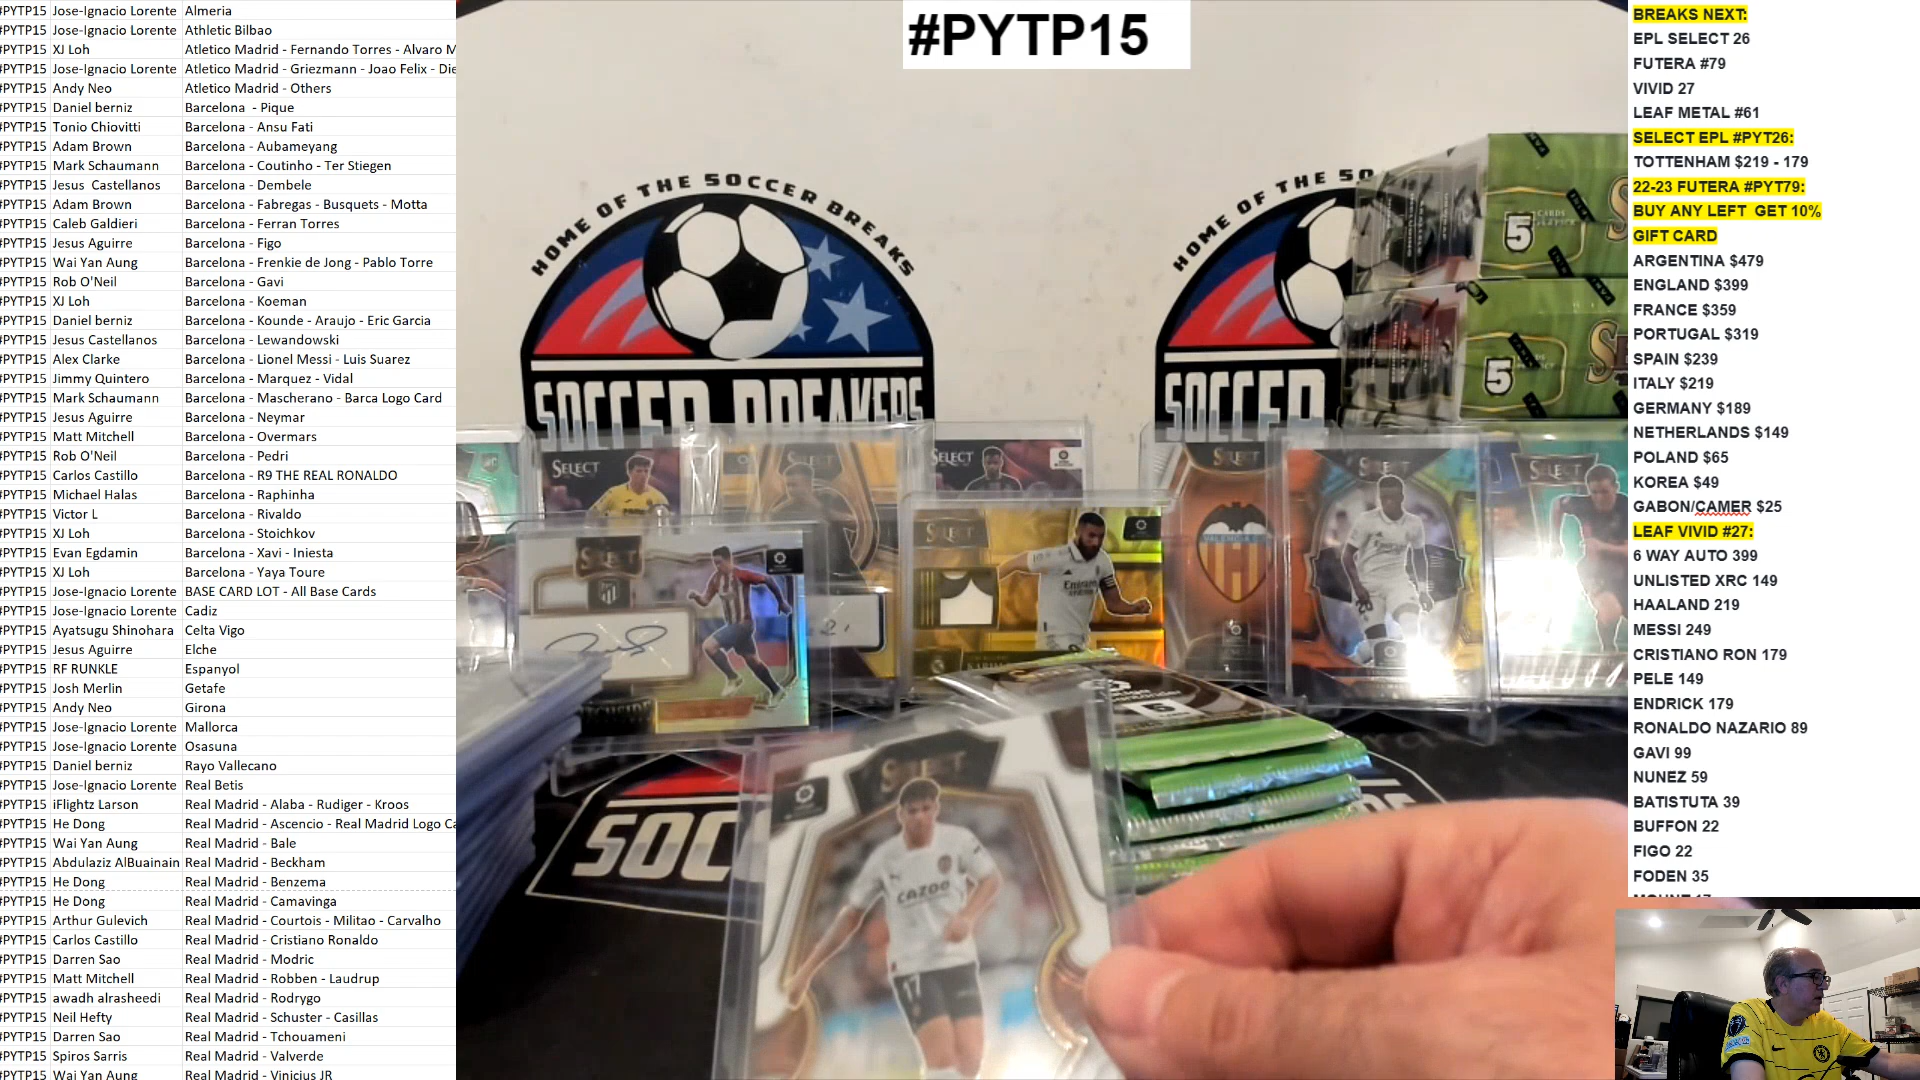 #PYTP15 Jose-Ignacio Lorente Almeria
#PYTP15 Jose-Ignacio Lorente Athletic Bilbao
#PYTP15 XJ Loh Atletico Madrid - Fernando Torres - Alvaro M
#PYTP15 Jose-Ignacio Lorente Atletico Madrid - Griezmann - Joao Felix - Die
#PYTP15 Andy Neo Atletico Madrid - Others
#PYTP15 Daniel berniz Barcelona - Pique
#PYTP15 Tonio Chiovitti Barcelona - Ansu Fati
#PYTP15 Adam Brown Barcelona - Aubameyang
#PYTP15 Mark Schaumann Barcelona - Coutinho - Ter Stiegen
#PYTP15 Jesus Castellanos Barcelona - Dembele
#PYTP15 Adam Brown Barcelona - Fabregas - Busquets - Motta
#PYTP15 Caleb Galdieri Barcelona - Ferran Torres
#PYTP15 Jesus Aguirre Barcelona - Figo
#PYTP15 Wai Yan Aung Barcelona - Frenkie de Jong - Pablo Torre
#PYTP15 Rob O'Neil Barcelona - Gavi
#PYTP15 XJ Loh Barcelona - Koeman
#PYTP15 Daniel berniz Barcelona - Kounde - Araujo - Eric Garcia
#PYTP15 Jesus Castellanos Barcelona - Lewandowski
#PYTP15 Alex Clarke Barcelona - Lionel Messi - Luis Suarez
#PYTP15 Jimmy Quintero Barcelona - Marquez - Vidal
#PYTP15 Mark Schaumann Barcelona - Mascherano - Barca Logo Card
#PYTP15 Jesus Aguirre Barcelona - Neymar
#PYTP15 Matt Mitchell Barcelona - Overmars
#PYTP15 Rob O'Neil Barcelona - Pedri
#PYTP15 Carlos Castillo Barcelona - R9 THE REAL RONALDO
#PYTP15 Michael Halas Barcelona - Raphinha
#PYTP15 Victor L Barcelona - Rivaldo
#PYTP15 XJ Loh Barcelona - Stoichkov
#PYTP15 Evan Egdamin Barcelona - Xavi - Iniesta
#PYTP15 XJ Loh Barcelona - Yaya Toure
#PYTP15 Jose-Ignacio Lorente BASE CARD LOT - All Base Cards
#PYTP15 Jose-Ignacio Lorente Cadiz
#PYTP15 Ayatsugu Shinohara Celta Vigo
#PYTP15 Jesus Aguirre Elche
#PYTP15 RF RUNKLE Espanyol
#PYTP15 Josh Merlin Getafe
#PYTP15 Andy Neo Girona
#PYTP15 Jose-Ignacio Lorente Mallorca
#PYTP15 Jose-Ignacio Lorente Osasuna
#PYTP15 Daniel berniz Rayo Vallecano
#PYTP15 Jose-Ignacio Lorente Real Betis
#PYTP15 iFlightz Larson Real Madrid - Alaba - Rudiger - Kroos
#PYTP15 He Dong Real Madrid - Ascencio - Real Madrid Logo Ca
#PYTP15 Wai Yan Aung Real Madrid - Bale
#PYTP15 Abdulaziz AlBuainain Real Madrid - Beckham
#PYTP15 He Dong Real Madrid - Benzema
#PYTP15 He Dong Real Madrid - Camavinga
#PYTP15 Arthur Gulevich Real Madrid - Courtois - Militao - Carvalho
#PYTP15 Carlos Castillo Real Madrid - Cristiano Ronaldo
#PYTP15 Darren Sao Real Madrid - Modric
#PYTP15 Matt Mitchell Real Madrid - Robben - Laudrup
#PYTP15 awadh alrasheedi Real Madrid - Rodrygo
#PYTP15 Neil Hefty Real Madrid - Schuster - Casillas
#PYTP15 Darren Sao Real Madrid - Tchouameni
#PYTP15 Spiros Sarris Real Madrid - Valverde
#PYTP15 Wai Yan Aung Real Madrid - Vinicius JR
#PYTP15
HOME OF THE SOCCER BREAKS
SOCCER BREAKERS
HOME OF THE SO
SOCCER
5
5
SELECT
SELECT
SELECT
SELECT
SELECT
SELECT
SELECT
SELECT
CAZOO
17
SOC
BREAKS NEXT:
EPL SELECT 26
FUTERA #79
VIVID 27
LEAF METAL #61
SELECT EPL #PYT26:
TOTTENHAM $219 - 179
22-23 FUTERA #PYT79:
BUY ANY LEFT GET 10%
GIFT CARD
ARGENTINA $479
ENGLAND $399
FRANCE $359
PORTUGAL $319
SPAIN $239
ITALY $219
GERMANY $189
NETHERLANDS $149
POLAND $65
KOREA $49
GABON/CAMER $25
LEAF VIVID #27:
6 WAY AUTO 399
UNLISTED XRC 149
HAALAND 219
MESSI 249
CRISTIANO RON 179
PELE 149
ENDRICK 179
RONALDO NAZARIO 89
GAVI 99
NUNEZ 59
BATISTUTA 39
BUFFON 22
FIGO 22
FODEN 35